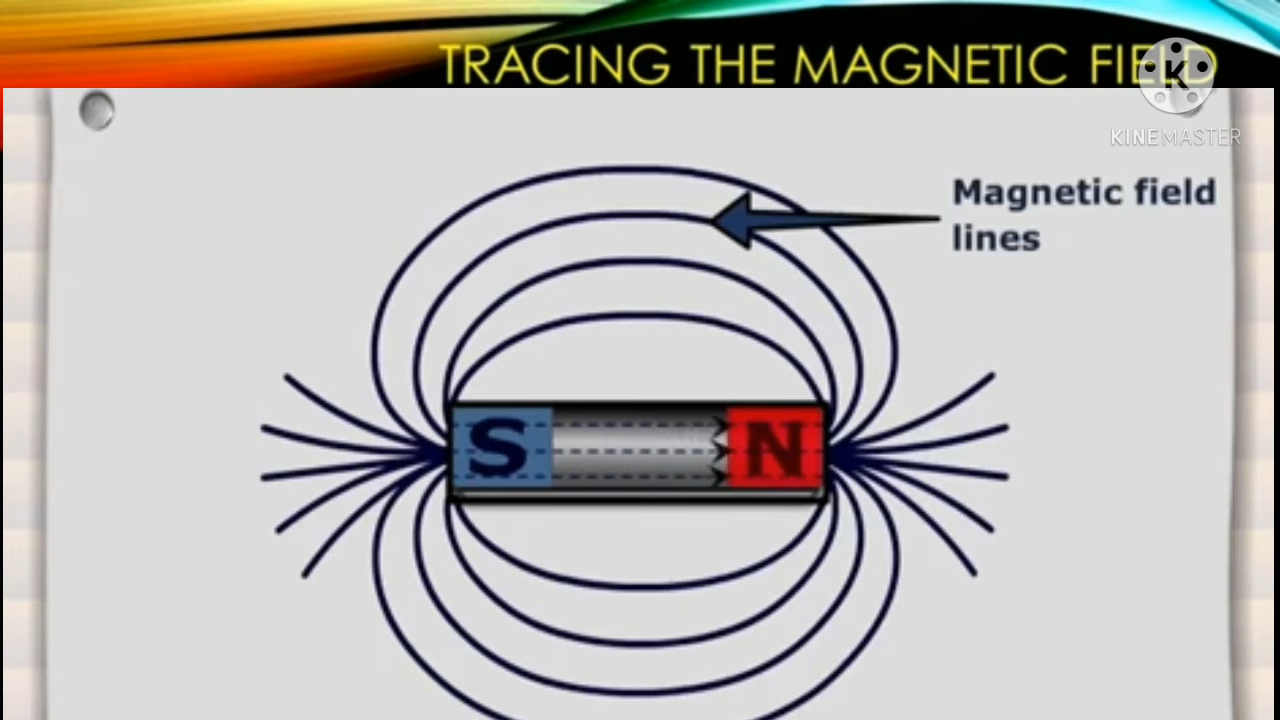 TRACING THE MAGNETIC FIELD
K
KINEMASTER
Magnetic field
lines
S N